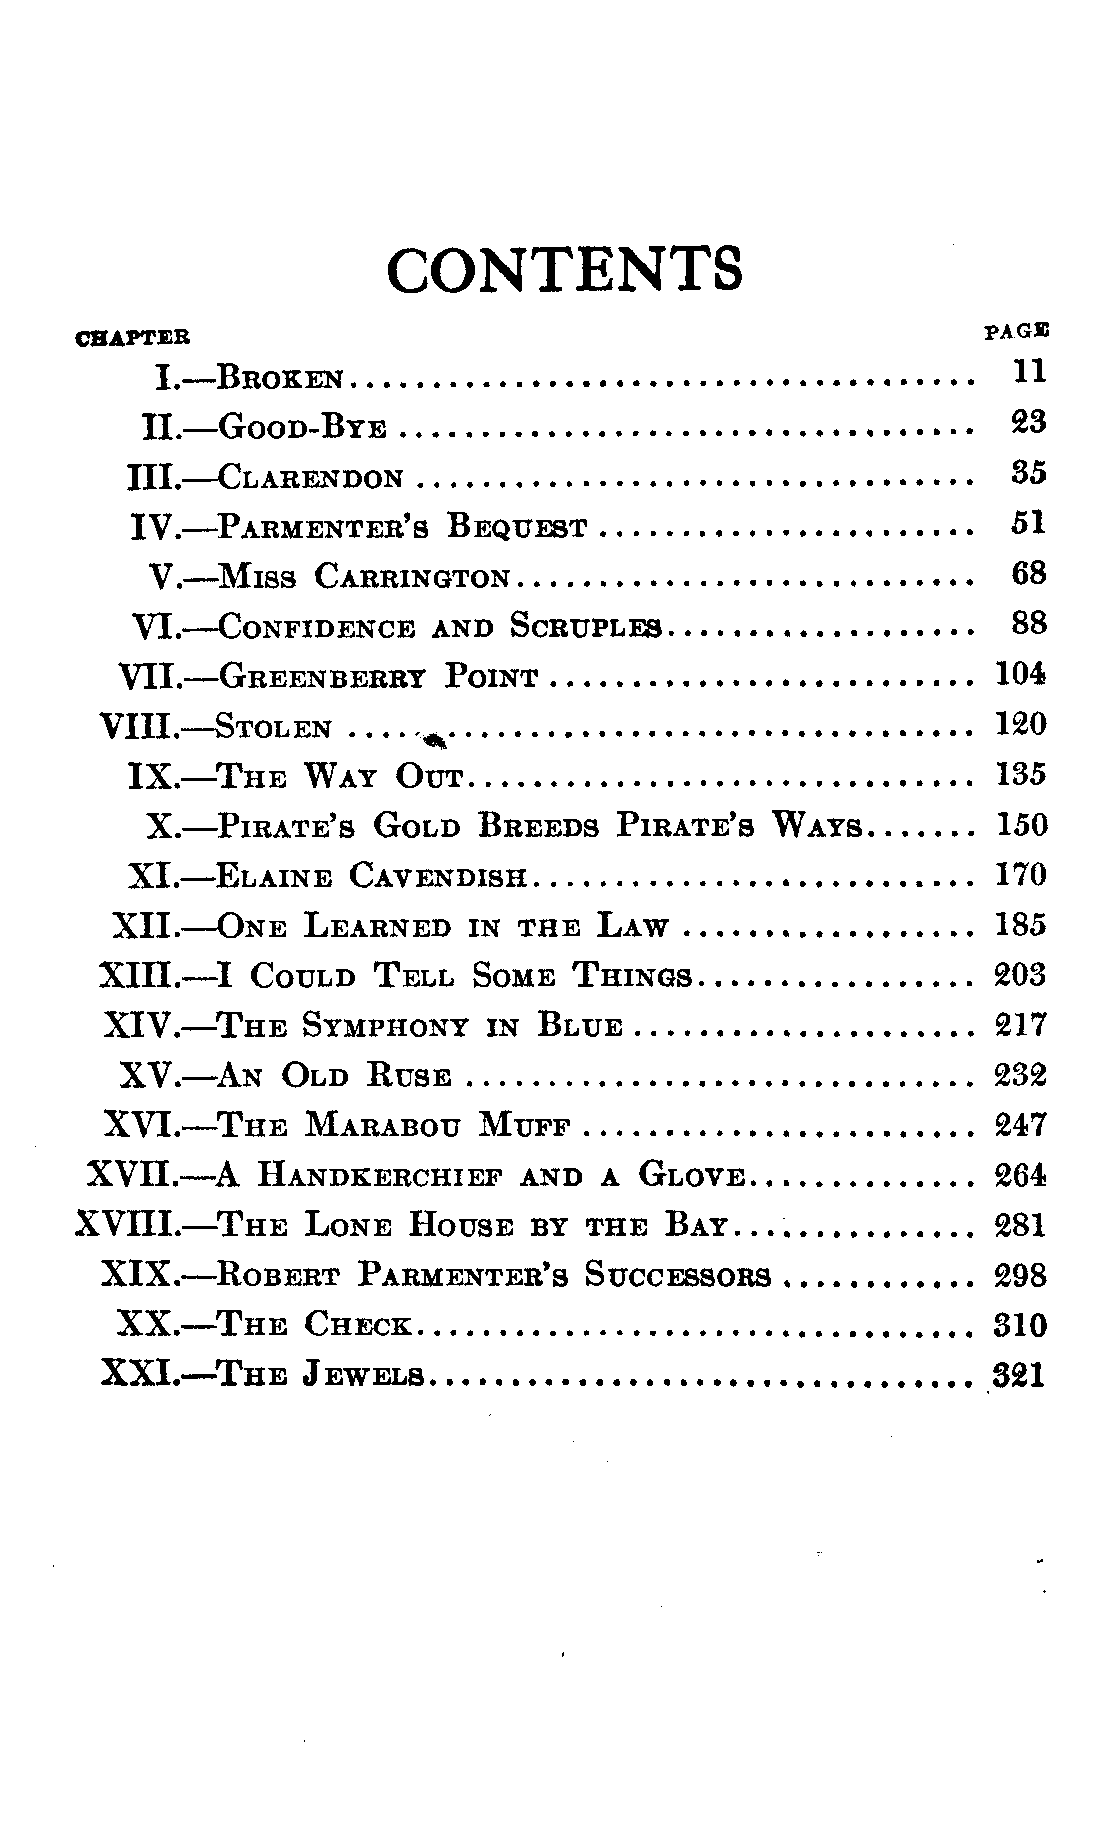 CONTENTS
CHAPTER PAGE
I.—Broken...................................... 11
II.—Good-Bye ................................... 23
III.—Clarendon .................................. 35
IV.—Parmenter's Bequest ....................... 51
V.—Miss Carrington............................ 68
VI.—Confidence and Scruples................... 88
VII.—Greenberry Point .......................... 104
VIII.—Stolen ...................................... 120
IX.—The Way Out............................... 135
X.—Pirate's Gold Breeds Pirate's Ways....... 150
XI.—Elaine Cavendish........................... 170
XII.—One Learned in the Law .................. 185
XIII.—I Could Tell Some Things................. 203
XIV.—The Symphony in Blue ..................... 217
XV.—An Old Ruse ............................... 232
XVI.—The Marabou Muff ........................ 247
XVII.—A Handkerchief and a Glove.............. 264
XVIII.—The Lone House by the Bay............... 281
XIX.—Robert Parmenter's Successors ............ 298
XX.—The Check.................................. 310
XXI.—The Jewels................................. 321